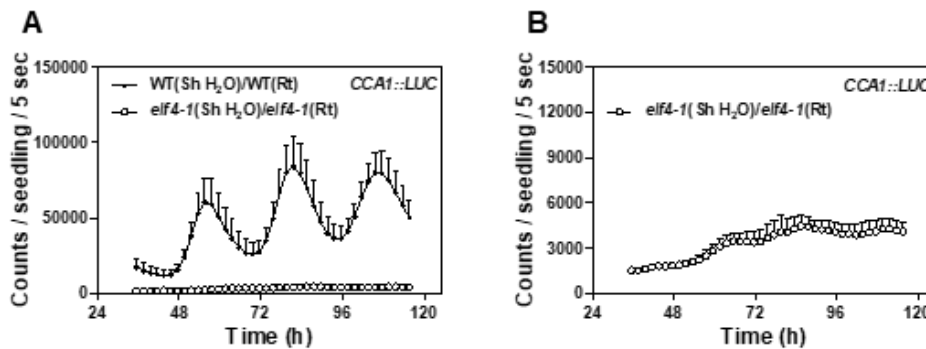 A
Counts / seedling / 5 sec
150000
100000
50000
0
WT(Sh H₂O)/WT(Rt)
elf4-1(Sh H₂O)/elf4-1(Rt)
CCA1::LUC
24
48
72
96
120
Time (h)
B
Counts / seedling / 5 sec
15000
12000
9000
6000
3000
0
CCA1::LUC
elf4-1(Sh H₂O)/elf4-1(Rt)
24
48
72
96
120
Time (h)